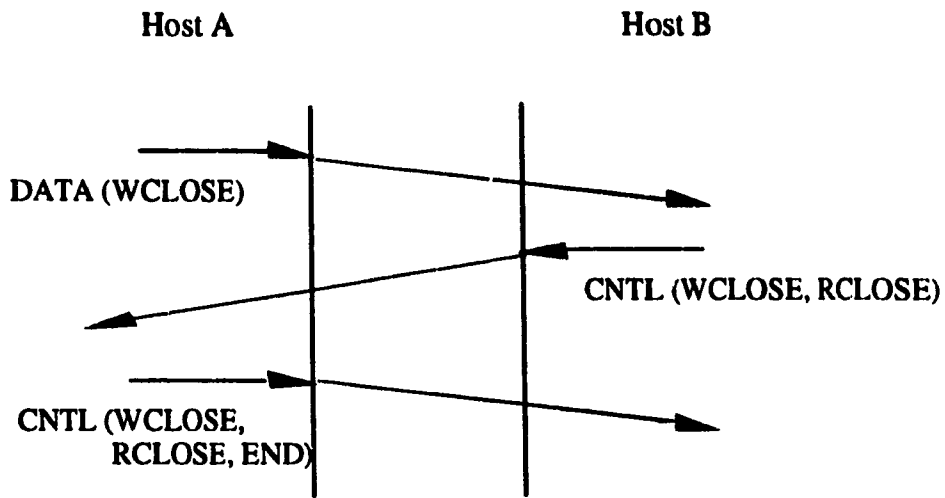 Host A
Host B
DATA (WCLOSE)
CNTL (WCLOSE, RCLOSE)
CNTL (WCLOSE,
RCLOSE, END)